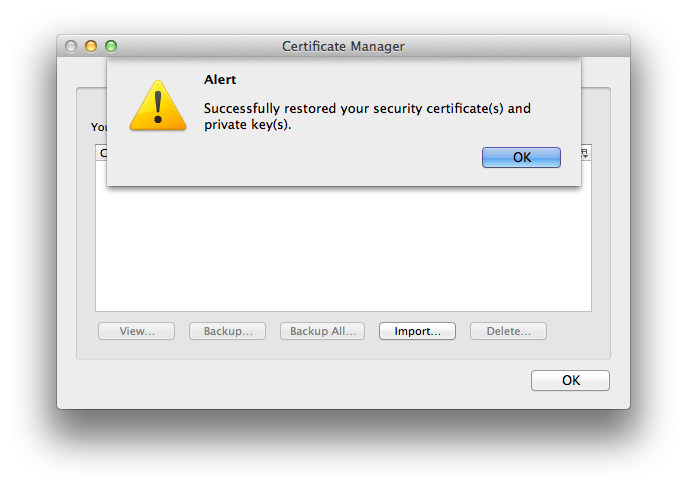 Certificate Manager
Alert
Successfully restored your security certificate(s) and
private key(s).
OK
View...
Backup...
Backup All...
Import...
Delete...
OK